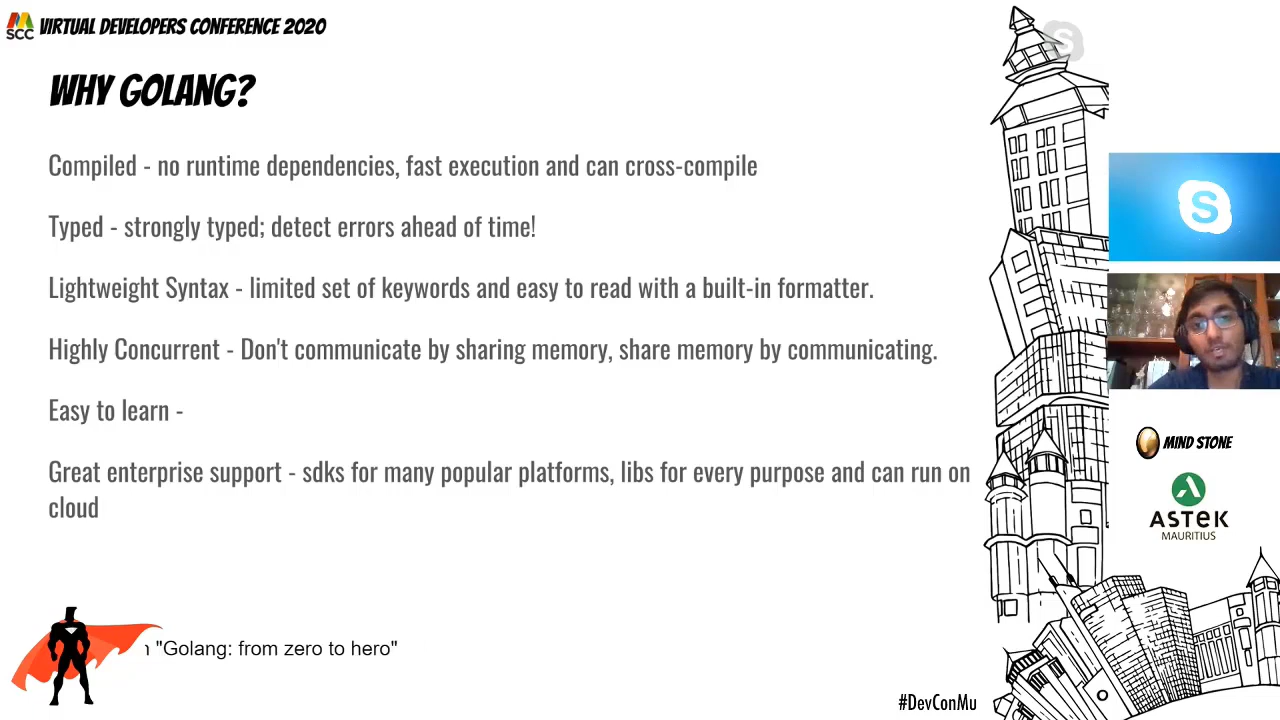 SCC VIRTUAL DEVELOPERS CONFERENCE 2020
WHY GOLANG?
Compiled - no runtime dependencies, fast execution and can cross-compile
Typed - strongly typed; detect errors ahead of time!
Lightweight Syntax - limited set of keywords and easy to read with a built-in formatter.
Highly Concurrent - Don't communicate by sharing memory, share memory by communicating.
Easy to learn -
Great enterprise support - sdks for many popular platforms, libs for every purpose and can run on
cloud
"Golang: from zero to hero"
#DevConMu
S
S
MIND STONE
ASTEK
MAURITIUS